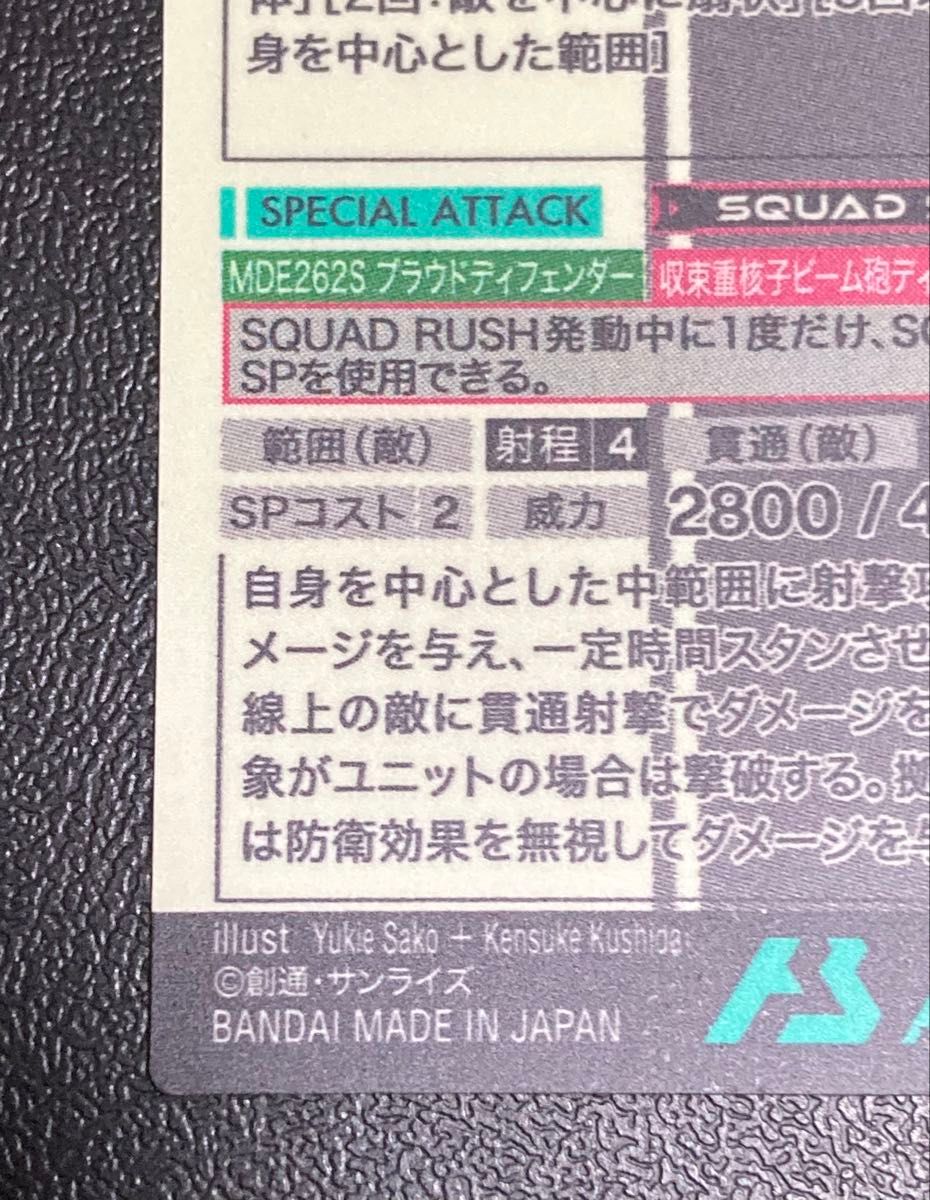 身を中心とした範囲]
SPECIAL ATTACK
SQUAD
MDE262S プラウドディフェンダー
収束重核子ビーム砲ディ
SQUAD RUSH発動中に1度だけ、SQ
SPを使用できる。
範囲(敵) 射程 4 貫通(敵)
SPコスト 2 威力 2800 / 4
自身を中心とした中範囲に射撃攻
メージを与え、一定時間スタンさせ
線上の敵に貫通射撃でダメージを
象がユニットの場合は撃破する。拠
は防衛効果を無視してダメージを与
illust Yukie Sako + Kensuke Kushida
©創通・サンライズ
BANDAI MADE IN JAPAN